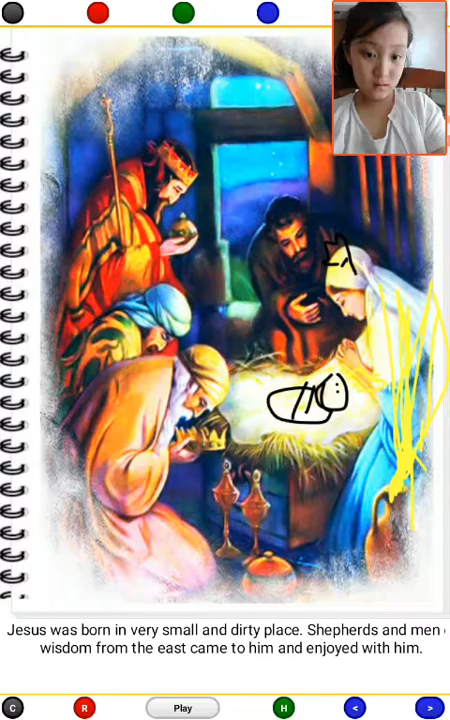 Jesus was born in very small and dirty place. Shepherds and men
wisdom from the east came to him and enjoyed with him.
C R Play H < >